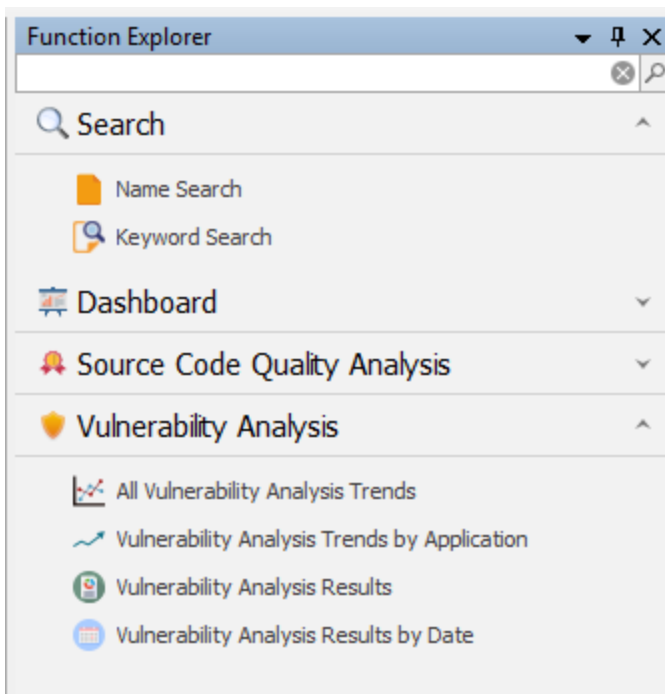 Function Explorer
Search
Name Search
Keyword Search
Dashboard
Source Code Quality Analysis
Vulnerability Analysis
All Vulnerability Analysis Trends
Vulnerability Analysis Trends by Application
Vulnerability Analysis Results
Vulnerability Analysis Results by Date